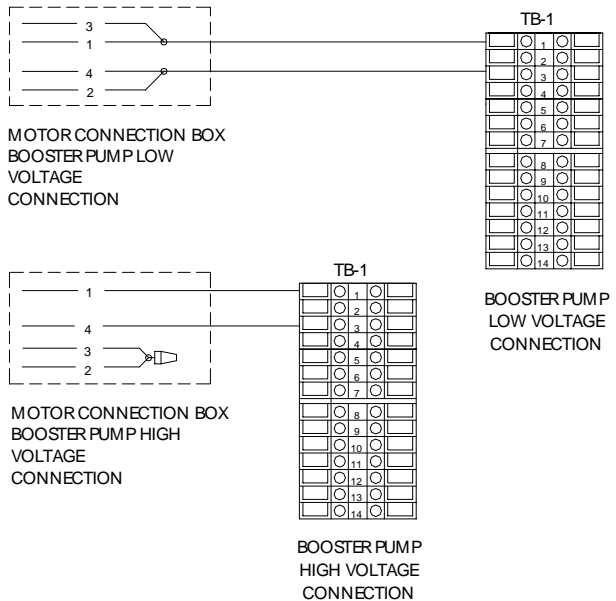 TB-1
3
1
4
2
1
2
3
4
5
6
7
8
9
10
11
12
13
14
MOTOR CONNECTION BOX
BOOSTER PUMP LOW
VOLTAGE
CONNECTION
BOOSTER PUMP
LOW VOLTAGE
CONNECTION
TB-1
1
4
3
2
1
2
3
4
5
6
7
8
9
10
11
12
13
14
MOTOR CONNECTION BOX
BOOSTER PUMP HIGH
VOLTAGE
CONNECTION
BOOSTER PUMP
HIGH VOLTAGE
CONNECTION